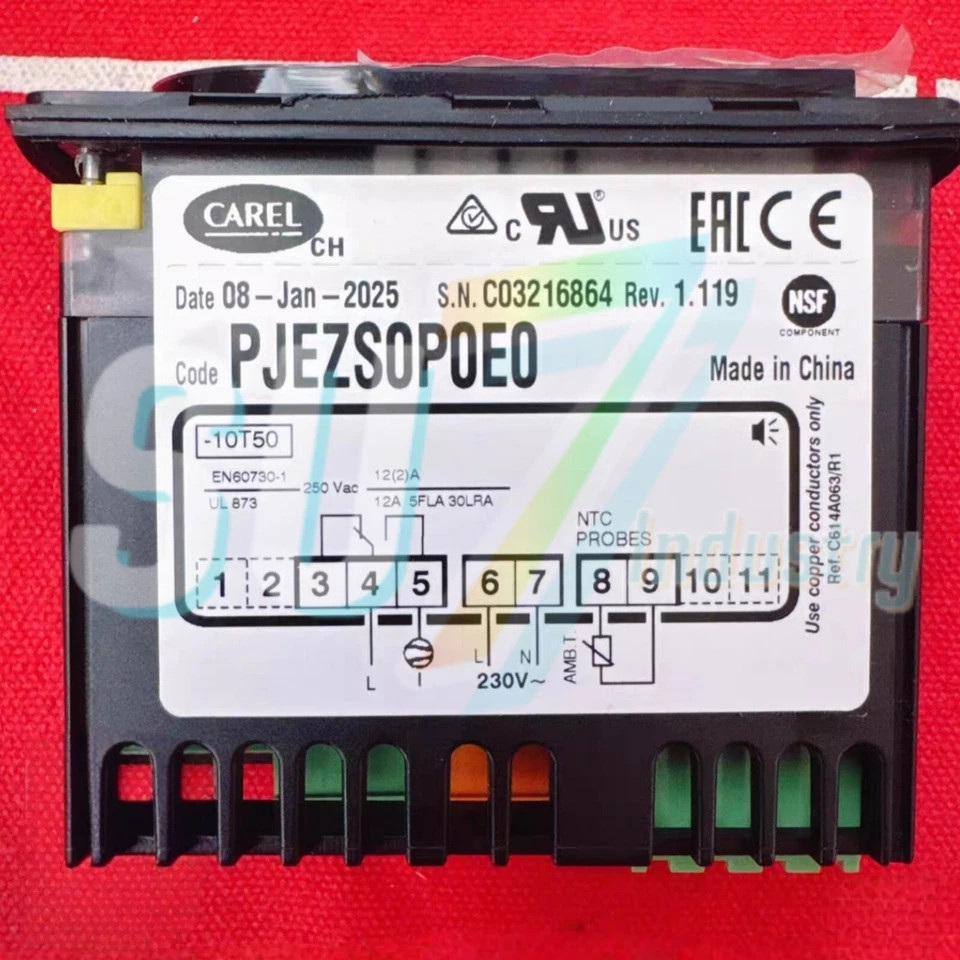 CAREL CH
C RU US ® EAC CE
Date 08-Jan-2025 S.N. C03216864 Rev. 1.119
NSF
COMPONENT
Code PJEZS0P0E0 Made in China
-10T50
EN60730-1 250 Vac 12(2)A
UL 873 12A 5FLA 30LRA
NTC
PROBES
1 2 3 4 5 6 7 8 9 10 11
L L N AMB.T.
230V~
Use copper conductors only
Ref. C614A063/R1
SU7
Industry